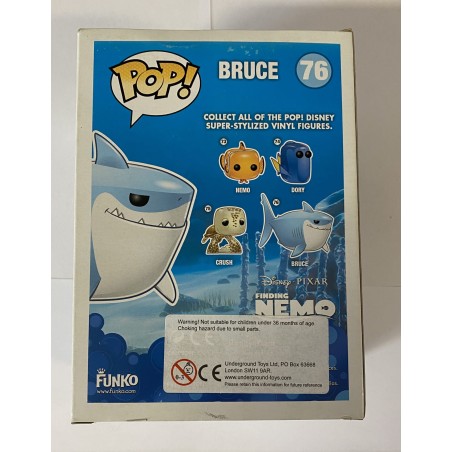 POP!
BRUCE 76
COLLECT ALL OF THE POP! DISNEY
SUPER-STYLIZED VINYL FIGURES.
NEMO
DORY
CRUSH
BRUCE
DISNEY · PIXAR
FINDING
NEMO
Warning! Not suitable for children under 36 months of age
Choking hazard due to small parts.
0-3
CE
Underground Toys Ltd, PO Box 63668
London SW11 9AR.
www.underground-toys.com
Please retain this information for future reference
FUNKO
www.funko.com